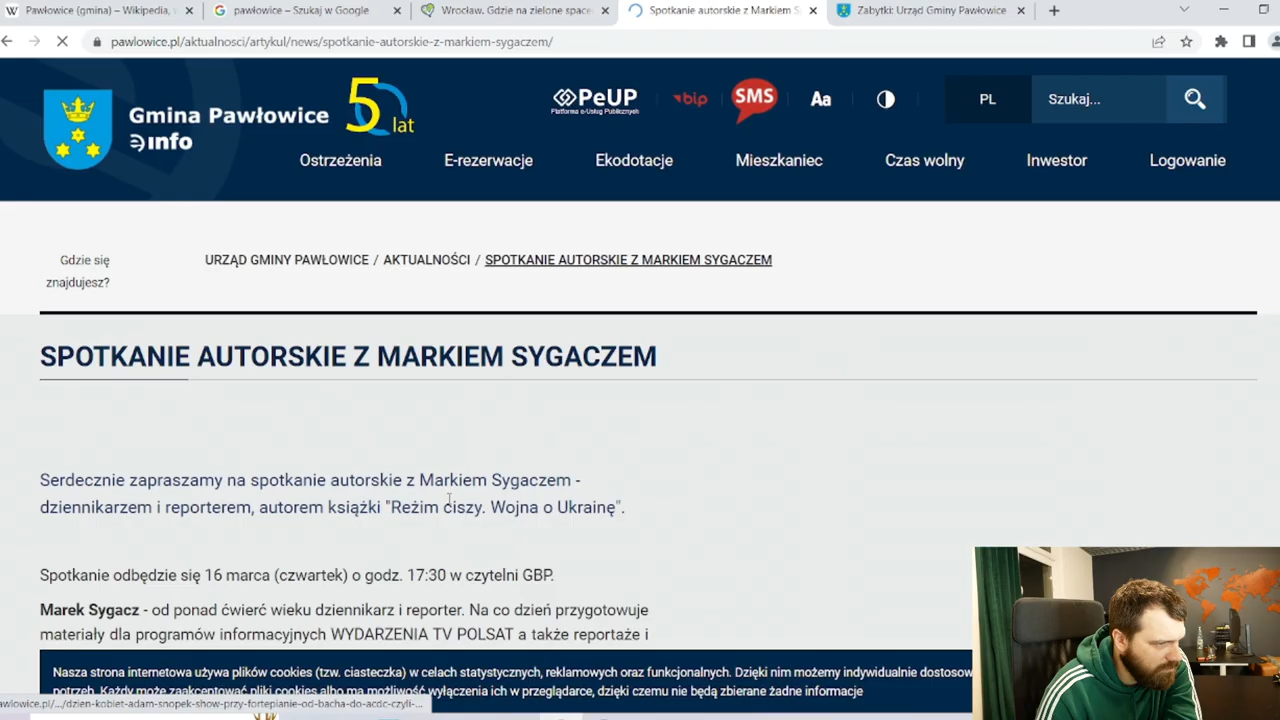 Pawłowice (gmina) – Wikipedia,
pawłowice – Szukaj w Google
Wrocław. Gdzie na zielone space
Spotkanie autorskie z Markiem S
Zabytki: Urząd Gminy Pawłowice
pawlowice.pl/aktualnosci/artykul/news/spotkanie-autorskie-z-markiem-sygaczem/
Gmina Pawłowice
info
50 lat
PeUP
Platforma e-Usług Publicznych
bip
SMS
Aa
PL
Szukaj...
Ostrzeżenia
E-rezerwacje
Ekodotacje
Mieszkaniec
Czas wolny
Inwestor
Logowanie
Gdzie się
znajdujesz?
URZĄD GMINY PAWŁOWICE / AKTUALNOŚCI / SPOTKANIE AUTORSKIE Z MARKIEM SYGACZEM
SPOTKANIE AUTORSKIE Z MARKIEM SYGACZEM
Serdecznie zapraszamy na spotkanie autorskie z Markiem Sygaczem -
dziennikarzem i reporterem, autorem książki "Reżim ciszy. Wojna o Ukrainę".
Spotkanie odbędzie się 16 marca (czwartek) o godz. 17:30 w czytelni GBP.
Marek Sygacz - od ponad ćwierć wieku dziennikarz i reporter. Na co dzień przygotowuje
materiały dla programów informacyjnych WYDARZENIA TV POLSAT a także reportaże i
Nasza strona internetowa używa plików cookies (tzw. ciasteczka) w celach statystycznych, reklamowych oraz funkcjonalnych. Dzięki nim możemy indywidualnie dostosow
potrzeb. Każdy może zaakceptować pliki cookies albo ma możliwość wyłączenia ich w przeglądarce, dzięki czemu nie będą zbierane żadne informacje
awlowice.pl/.../dzien-kobiet-adam-snopek-show-przy-fortepianie-od-bacha-do-acdc-czyli-...